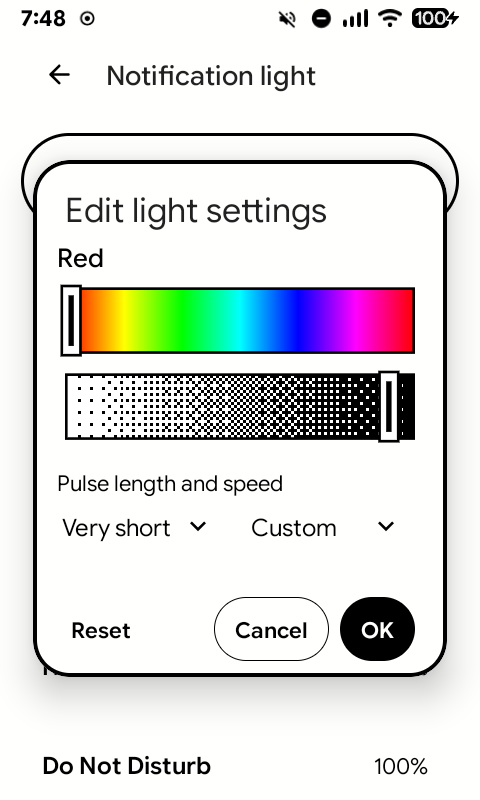 7:48
100
Notification light
Edit light settings
Red
Pulse length and speed
Very short Custom
Reset Cancel OK
Do Not Disturb 100%